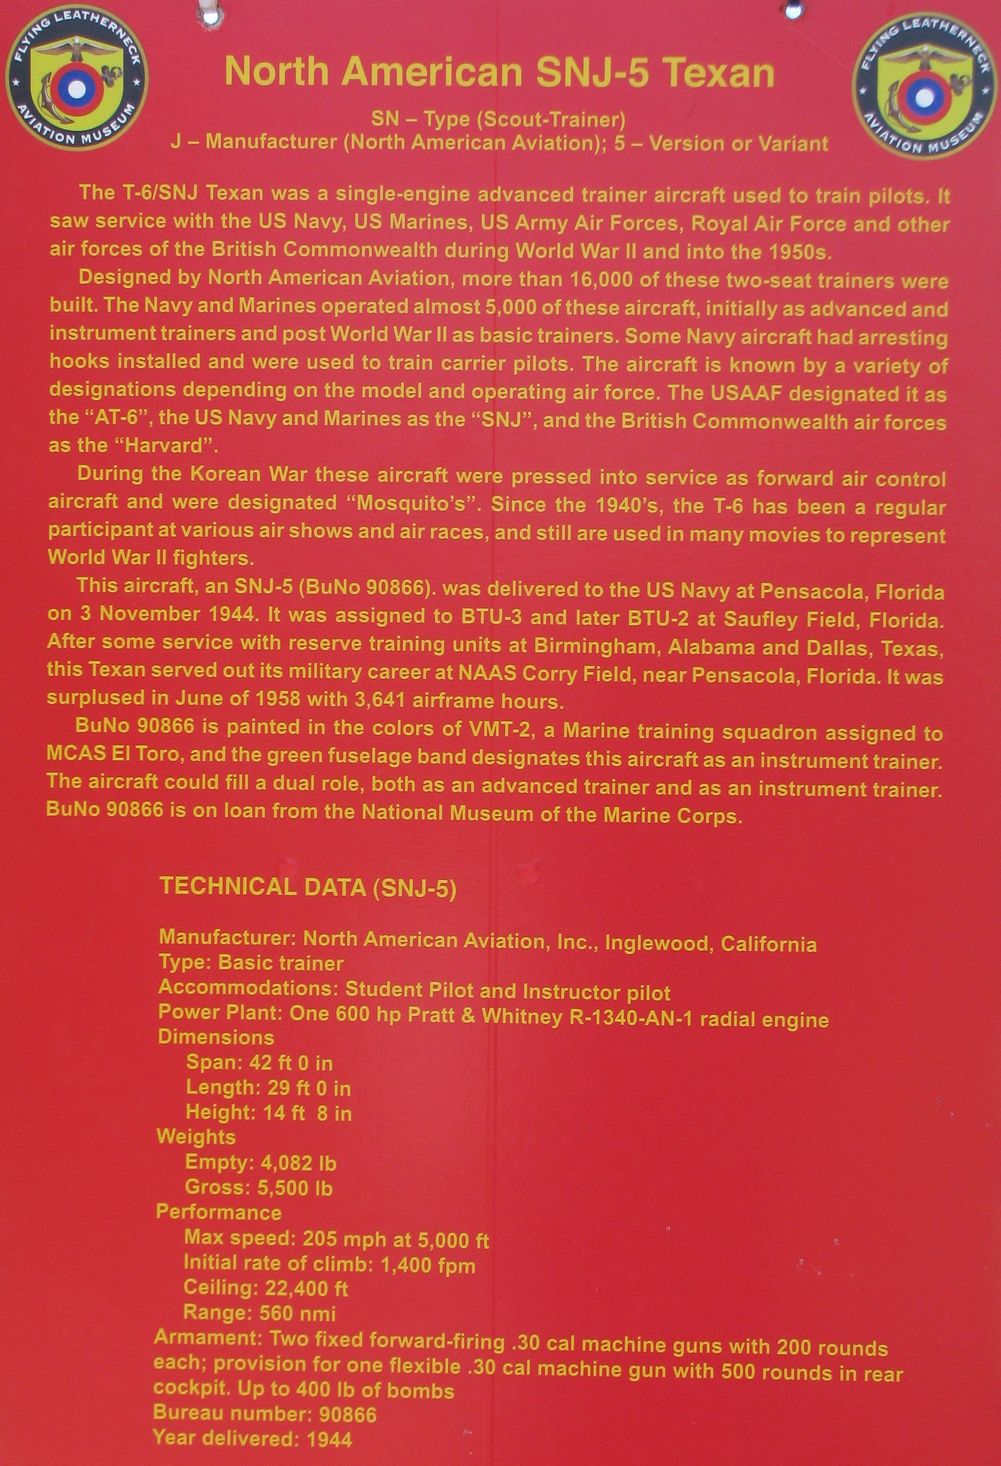 FLYING LEATHERNECK
AVIATION MUSEUM
FLYING LEATHERNECK
AVIATION MUSEUM
North American SNJ-5 Texan
SN – Type (Scout-Trainer)
J – Manufacturer (North American Aviation); 5 – Version or Variant
The T-6/SNJ Texan was a single-engine advanced trainer aircraft used to train pilots. It
saw service with the US Navy, US Marines, US Army Air Forces, Royal Air Force and other
air forces of the British Commonwealth during World War II and into the 1950s.
Designed by North American Aviation, more than 16,000 of these two-seat trainers were
built. The Navy and Marines operated almost 5,000 of these aircraft, initially as advanced and
instrument trainers and post World War II as basic trainers. Some Navy aircraft had arresting
hooks installed and were used to train carrier pilots. The aircraft is known by a variety of
designations depending on the model and operating air force. The USAAF designated it as
the “AT-6”, the US Navy and Marines as the “SNJ”, and the British Commonwealth air forces
as the “Harvard”.
During the Korean War these aircraft were pressed into service as forward air control
aircraft and were designated “Mosquito’s”. Since the 1940’s, the T-6 has been a regular
participant at various air shows and air races, and still are used in many movies to represent
World War II fighters.
This aircraft, an SNJ-5 (BuNo 90866). was delivered to the US Navy at Pensacola, Florida
on 3 November 1944. It was assigned to BTU-3 and later BTU-2 at Saufley Field, Florida.
After some service with reserve training units at Birmingham, Alabama and Dallas, Texas,
this Texan served out its military career at NAAS Corry Field, near Pensacola, Florida. It was
surplused in June of 1958 with 3,641 airframe hours.
BuNo 90866 is painted in the colors of VMT-2, a Marine training squadron assigned to
MCAS El Toro, and the green fuselage band designates this aircraft as an instrument trainer.
The aircraft could fill a dual role, both as an advanced trainer and as an instrument trainer.
BuNo 90866 is on loan from the National Museum of the Marine Corps.
TECHNICAL DATA (SNJ-5)
Manufacturer: North American Aviation, Inc., Inglewood, California
Type: Basic trainer
Accommodations: Student Pilot and Instructor pilot
Power Plant: One 600 hp Pratt & Whitney R-1340-AN-1 radial engine
Dimensions
Span: 42 ft 0 in
Length: 29 ft 0 in
Height: 14 ft 8 in
Weights
Empty: 4,082 lb
Gross: 5,500 lb
Performance
Max speed: 205 mph at 5,000 ft
Initial rate of climb: 1,400 fpm
Ceiling: 22,400 ft
Range: 560 nmi
Armament: Two fixed forward-firing .30 cal machine guns with 200 rounds
each; provision for one flexible .30 cal machine gun with 500 rounds in rear
cockpit. Up to 400 lb of bombs
Bureau number: 90866
Year delivered: 1944